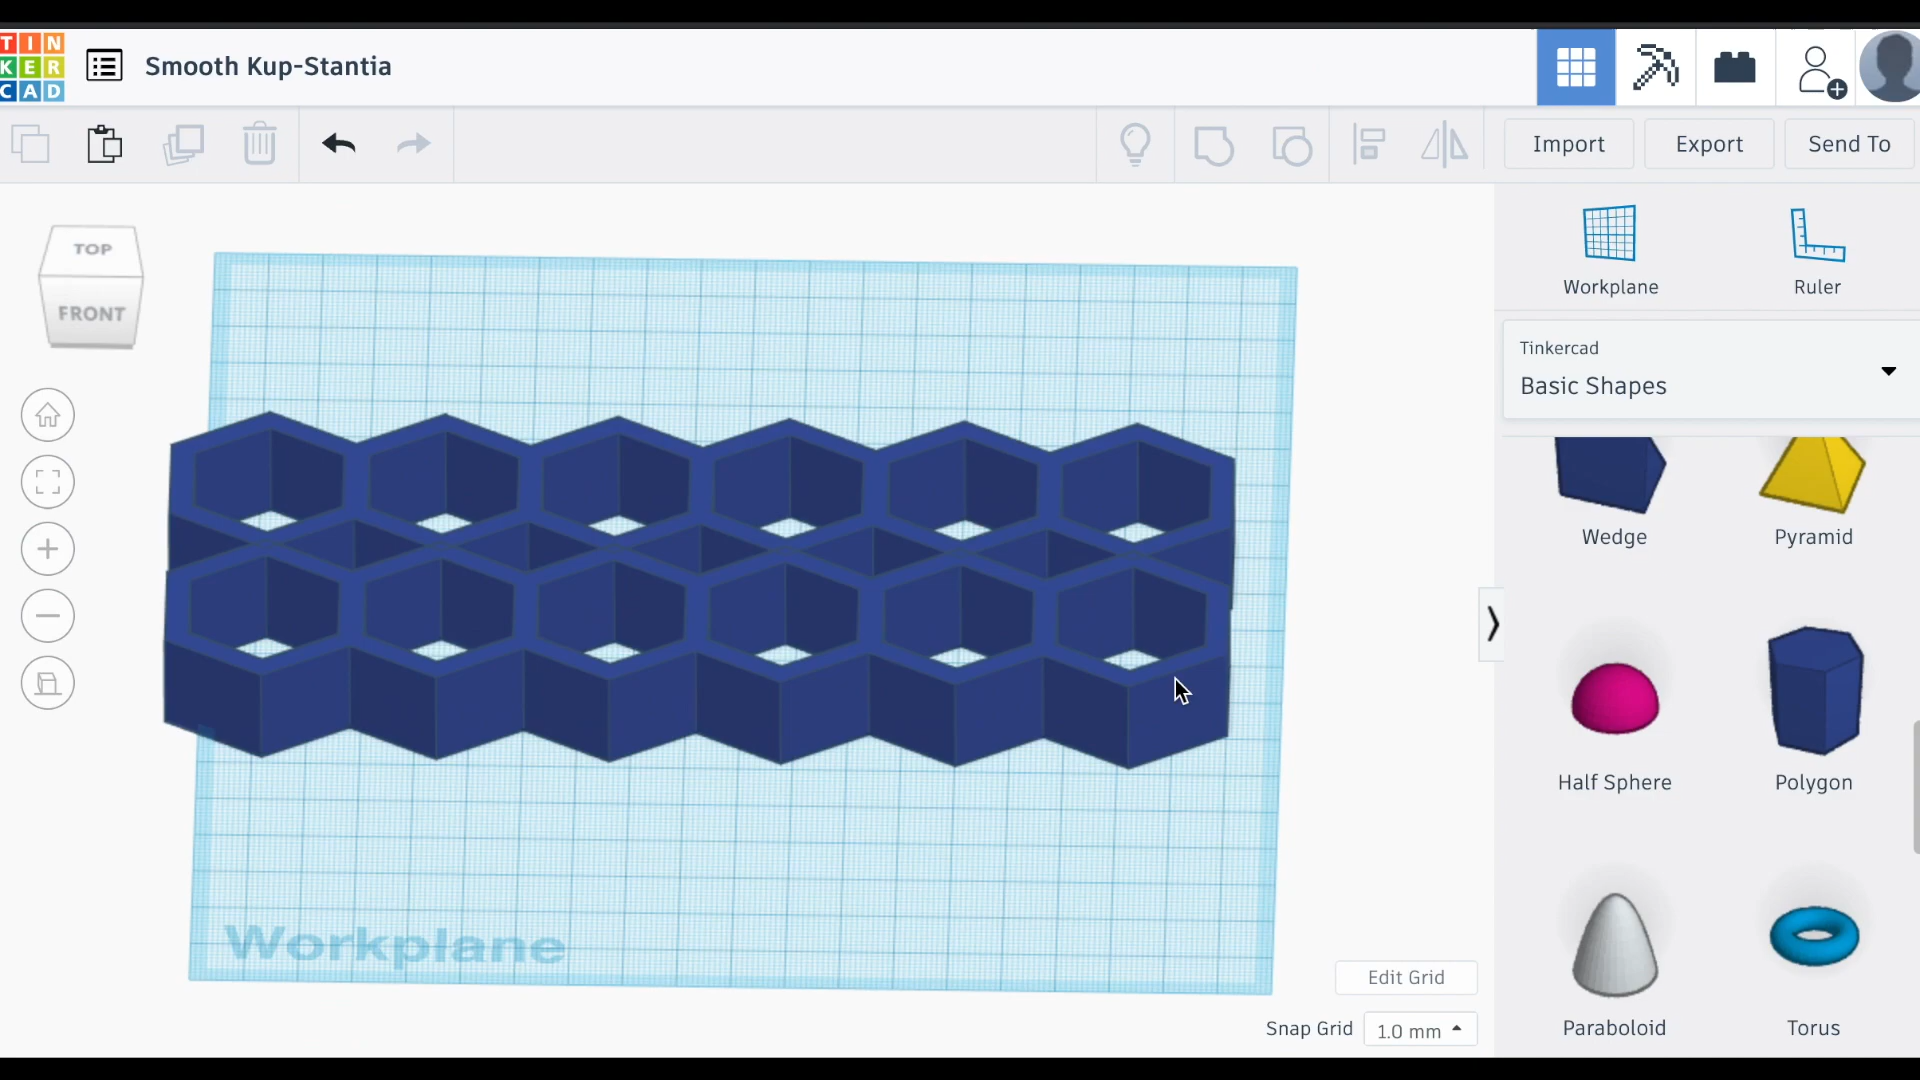 TIN
KER
CAD
Smooth Kup-Stantia
Import
Export
Send To
TOP
FRONT
Workplane
Ruler
Tinkercad
Basic Shapes
Wedge
Pyramid
Half Sphere
Polygon
Paraboloid
Torus
Workplane
Edit Grid
Snap Grid
1.0 mm